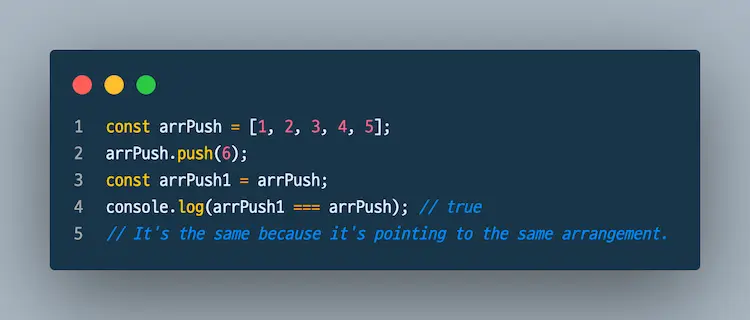 1 const arrPush = [1, 2, 3, 4, 5];
2 arrPush.push(6);
3 const arrPush1 = arrPush;
4 console.log(arrPush1 === arrPush); // true
5 // It's the same because it's pointing to the same arrangement.